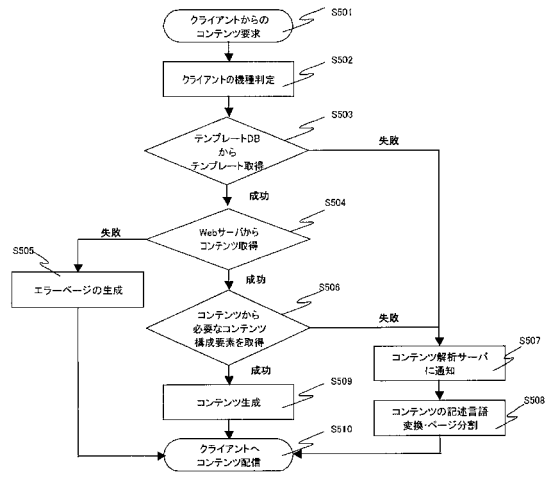 クライアントからの
コンテンツ要求
S501
クライアントの機種判定
S502
テンプレートDB
から
テンプレート取得
S503
失敗
成功
Webサーバから
コンテンツ取得
S504
失敗
成功
S505
エラーページの生成
コンテンツから
必要なコンテンツ
構成要素を取得
S506
失敗
成功
コンテンツ解析サーバ
に通知
S507
コンテンツ生成
S509
コンテンツの記述言語
変換・ページ分割
S508
クライアントへ
コンテンツ配信
S510